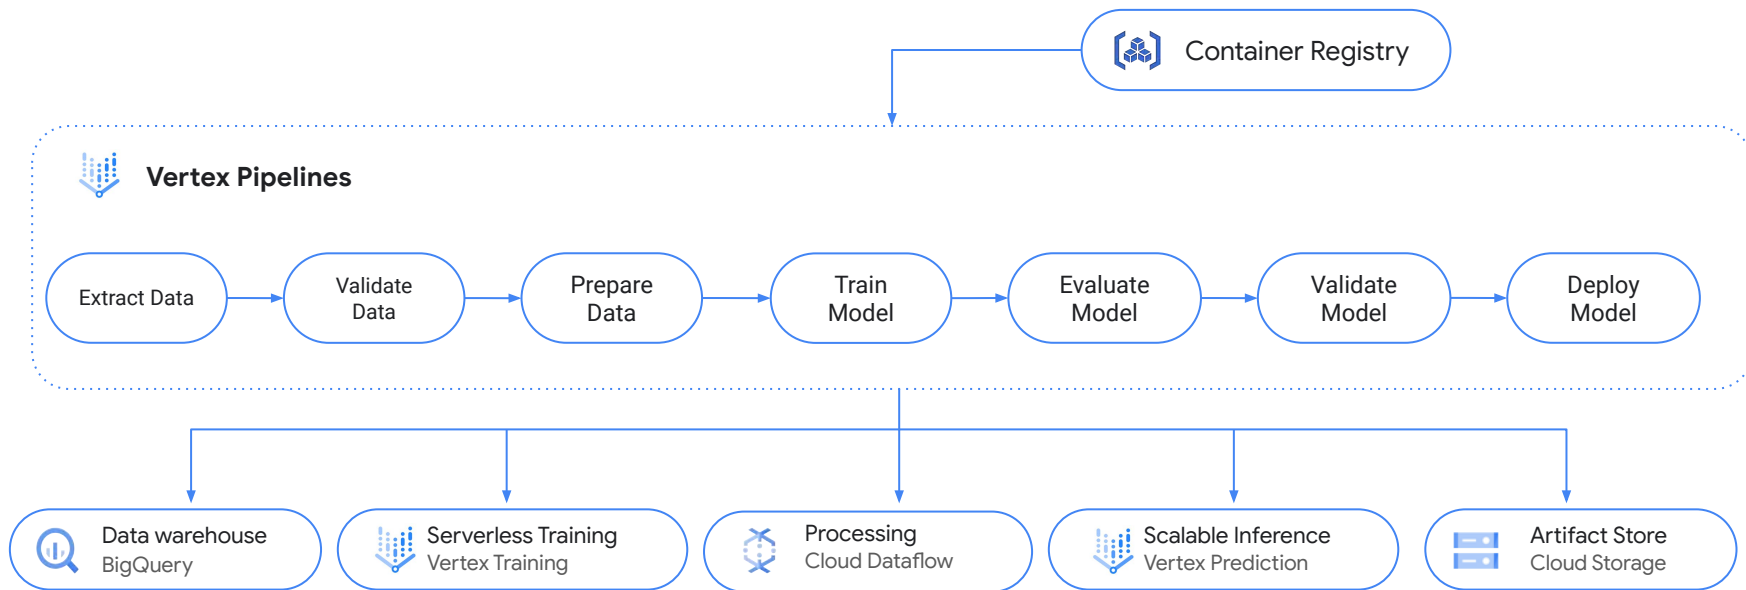 Container Registry
Vertex Pipelines
Extract Data
Validate
Data
Prepare
Data
Train
Model
Evaluate
Model
Validate
Model
Deploy
Model
Data warehouse
BigQuery
Serverless Training
Vertex Training
Processing
Cloud Dataflow
Scalable Inference
Vertex Prediction
Artifact Store
Cloud Storage